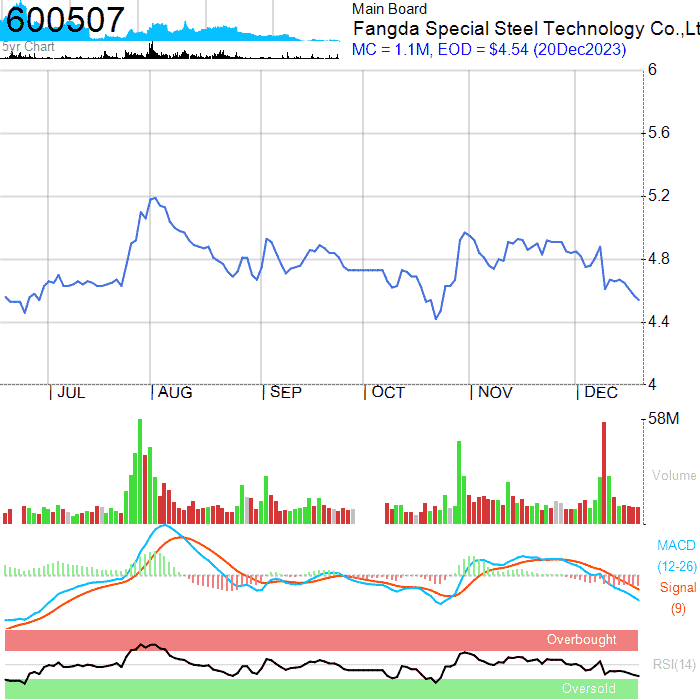 600507
5yr Chart
Main Board
Fangda Special Steel Technology Co.,Lt
MC = 1.1M, EOD = $4.54 (20Dec2023)
6
5.6
5.2
4.8
4.4
4
JUL AUG SEP OCT NOV DEC
58M
Volume
MACD
(12-26)
Signal
(9)
Overbought
RSI(14)
Oversold